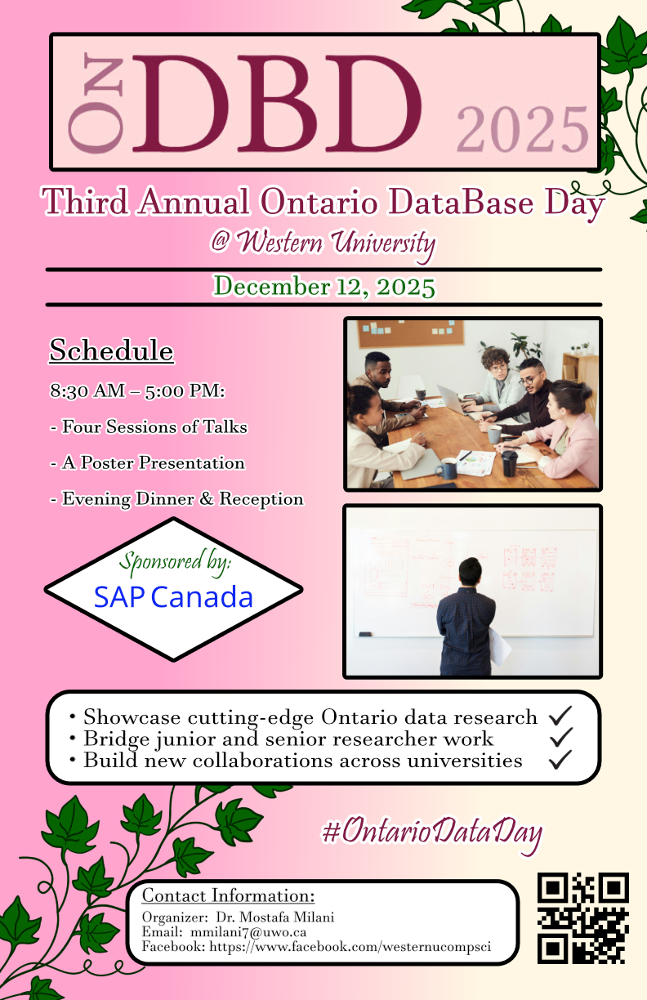 ON DBD 2025
Third Annual Ontario DataBase Day
@ Western University
December 12, 2025
Schedule
8:30 AM – 5:00 PM:
- Four Sessions of Talks
- A Poster Presentation
- Evening Dinner & Reception
Sponsored by:
SAP Canada
• Showcase cutting-edge Ontario data research ✓
• Bridge junior and senior researcher work ✓
• Build new collaborations across universities ✓
#OntarioDataDay
Contact Information:
Organizer: Dr. Mostafa Milani
Email: mmilani7@uwo.ca
Facebook: https://www.facebook.com/westernucompsci